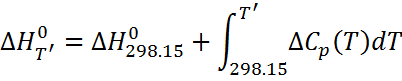 ΔH⁰_T′ = ΔH⁰_298.15 + ∫_298.15^T′ ΔC_p(T)dT